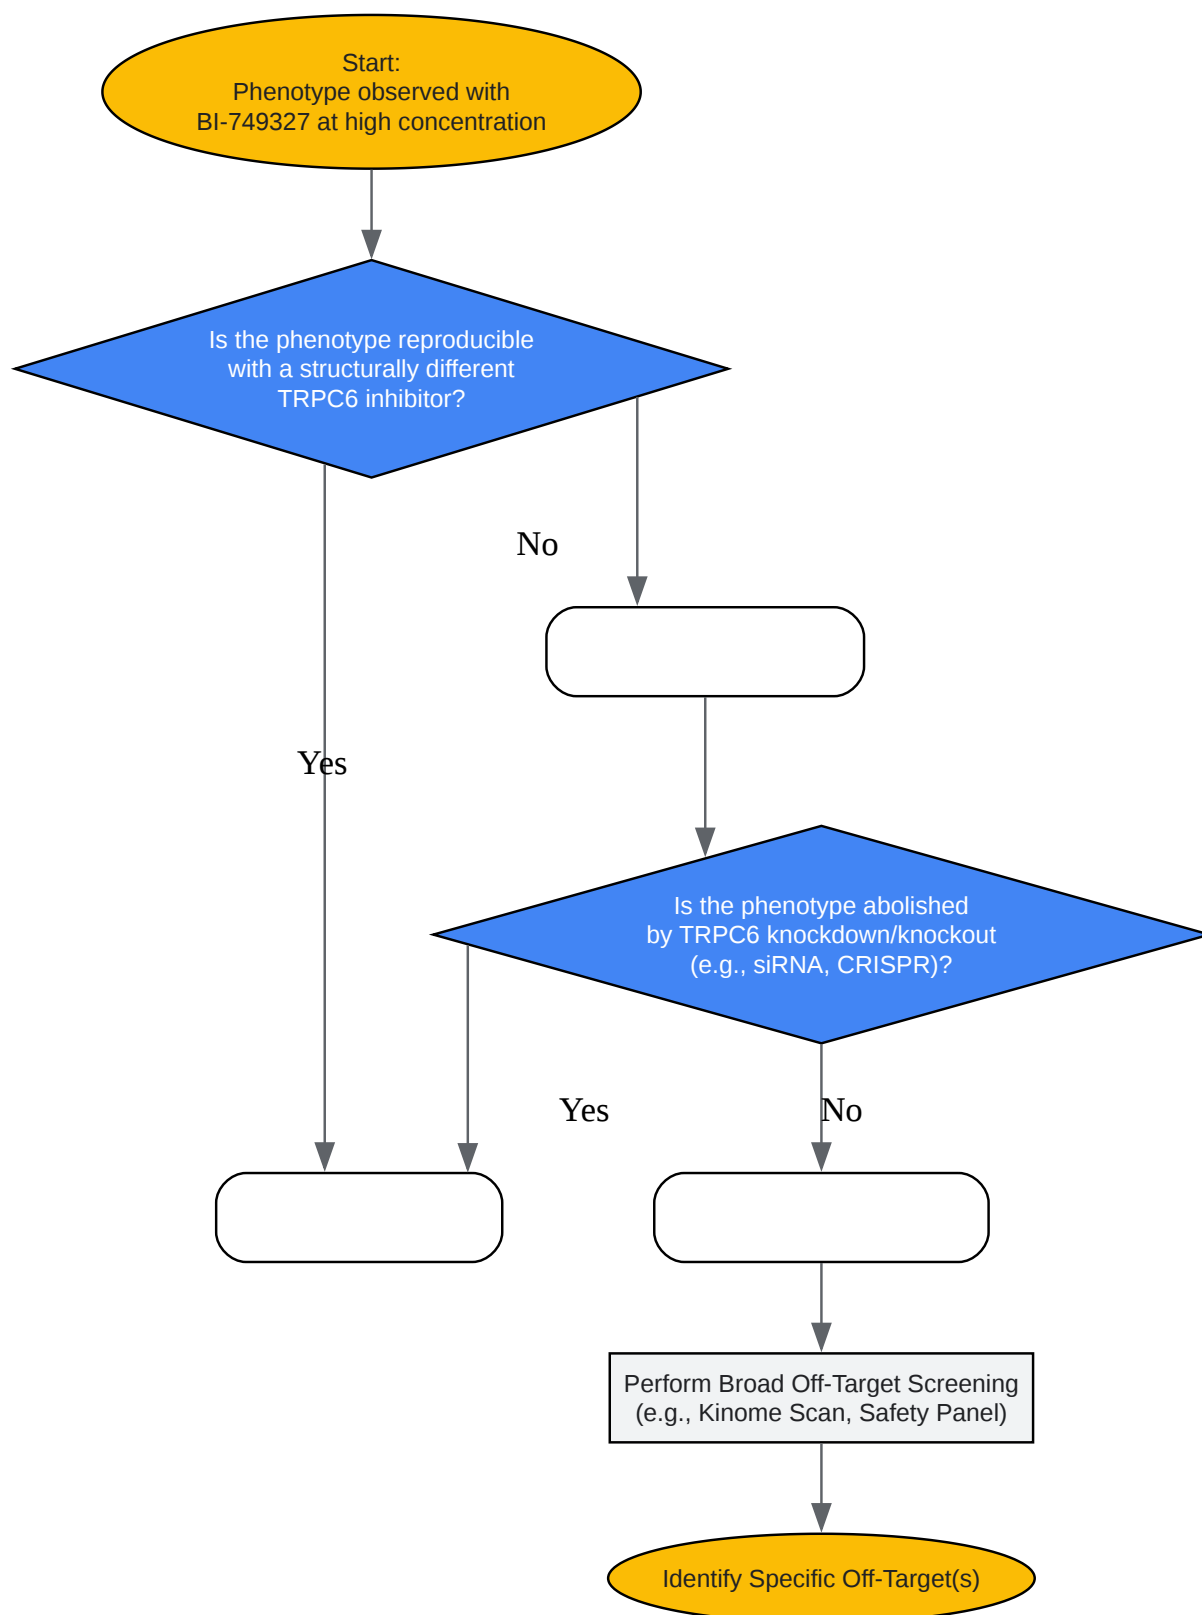 Start:
Phenotype observed with
BI-749327 at high concentration
Is the phenotype reproducible
with a structurally different
TRPC6 inhibitor?
No
Yes
Is the phenotype abolished
by TRPC6 knockdown/knockout
(e.g., siRNA, CRISPR)?
Yes
No
Perform Broad Off-Target Screening
(e.g., Kinome Scan, Safety Panel)
Identify Specific Off-Target(s)